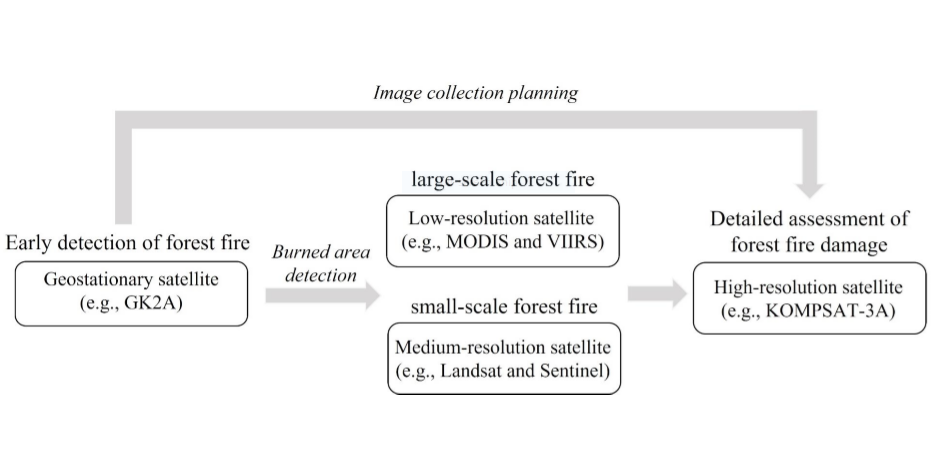 Image collection planning
Early detection of forest fire
Geostationary satellite
(e.g., GK2A)
Burned area
detection
large-scale forest fire
Low-resolution satellite
(e.g., MODIS and VIIRS)
small-scale forest fire
Medium-resolution satellite
(e.g., Landsat and Sentinel)
Detailed assessment of
forest fire damage
High-resolution satellite
(e.g., KOMPSAT-3A)